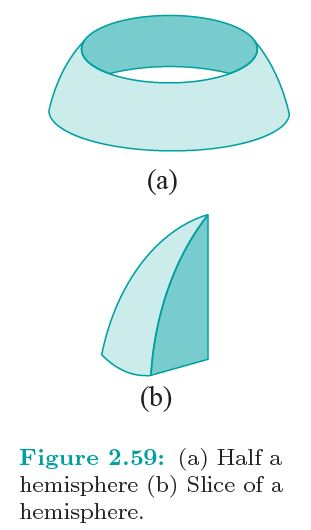 (a)
(b)
Figure 2.59: (a) Half a
hemisphere (b) Slice of a
hemisphere.